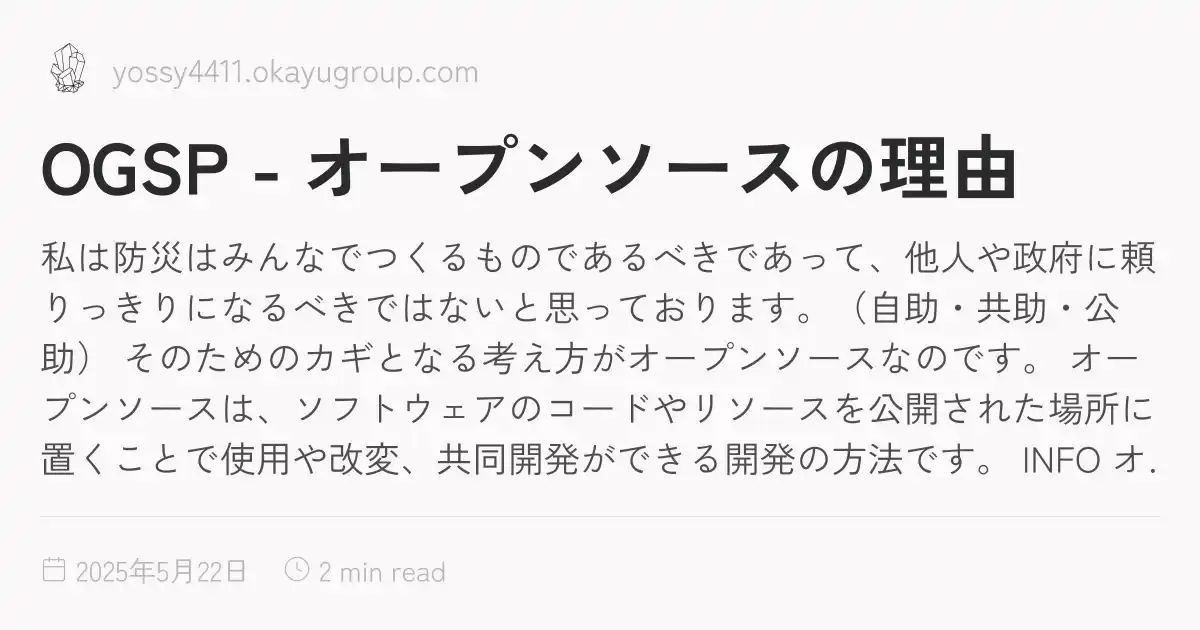 yossy4411.okayugroup.com
OGSP - オープンソースの理由
私は防災はみんなでつくるものであるべきであって、他人や政府に頼
りっきりになるべきではないと思っております。（自助・共助・公
助） そのためのカギとなる考え方がオープンソースなのです。 オー
プンソースは、ソフトウェアのコードやリソースを公開された場所に
置くことで使用や改変、共同開発ができる開発の方法です。 INFO オ.
2025年5月22日 2 min read